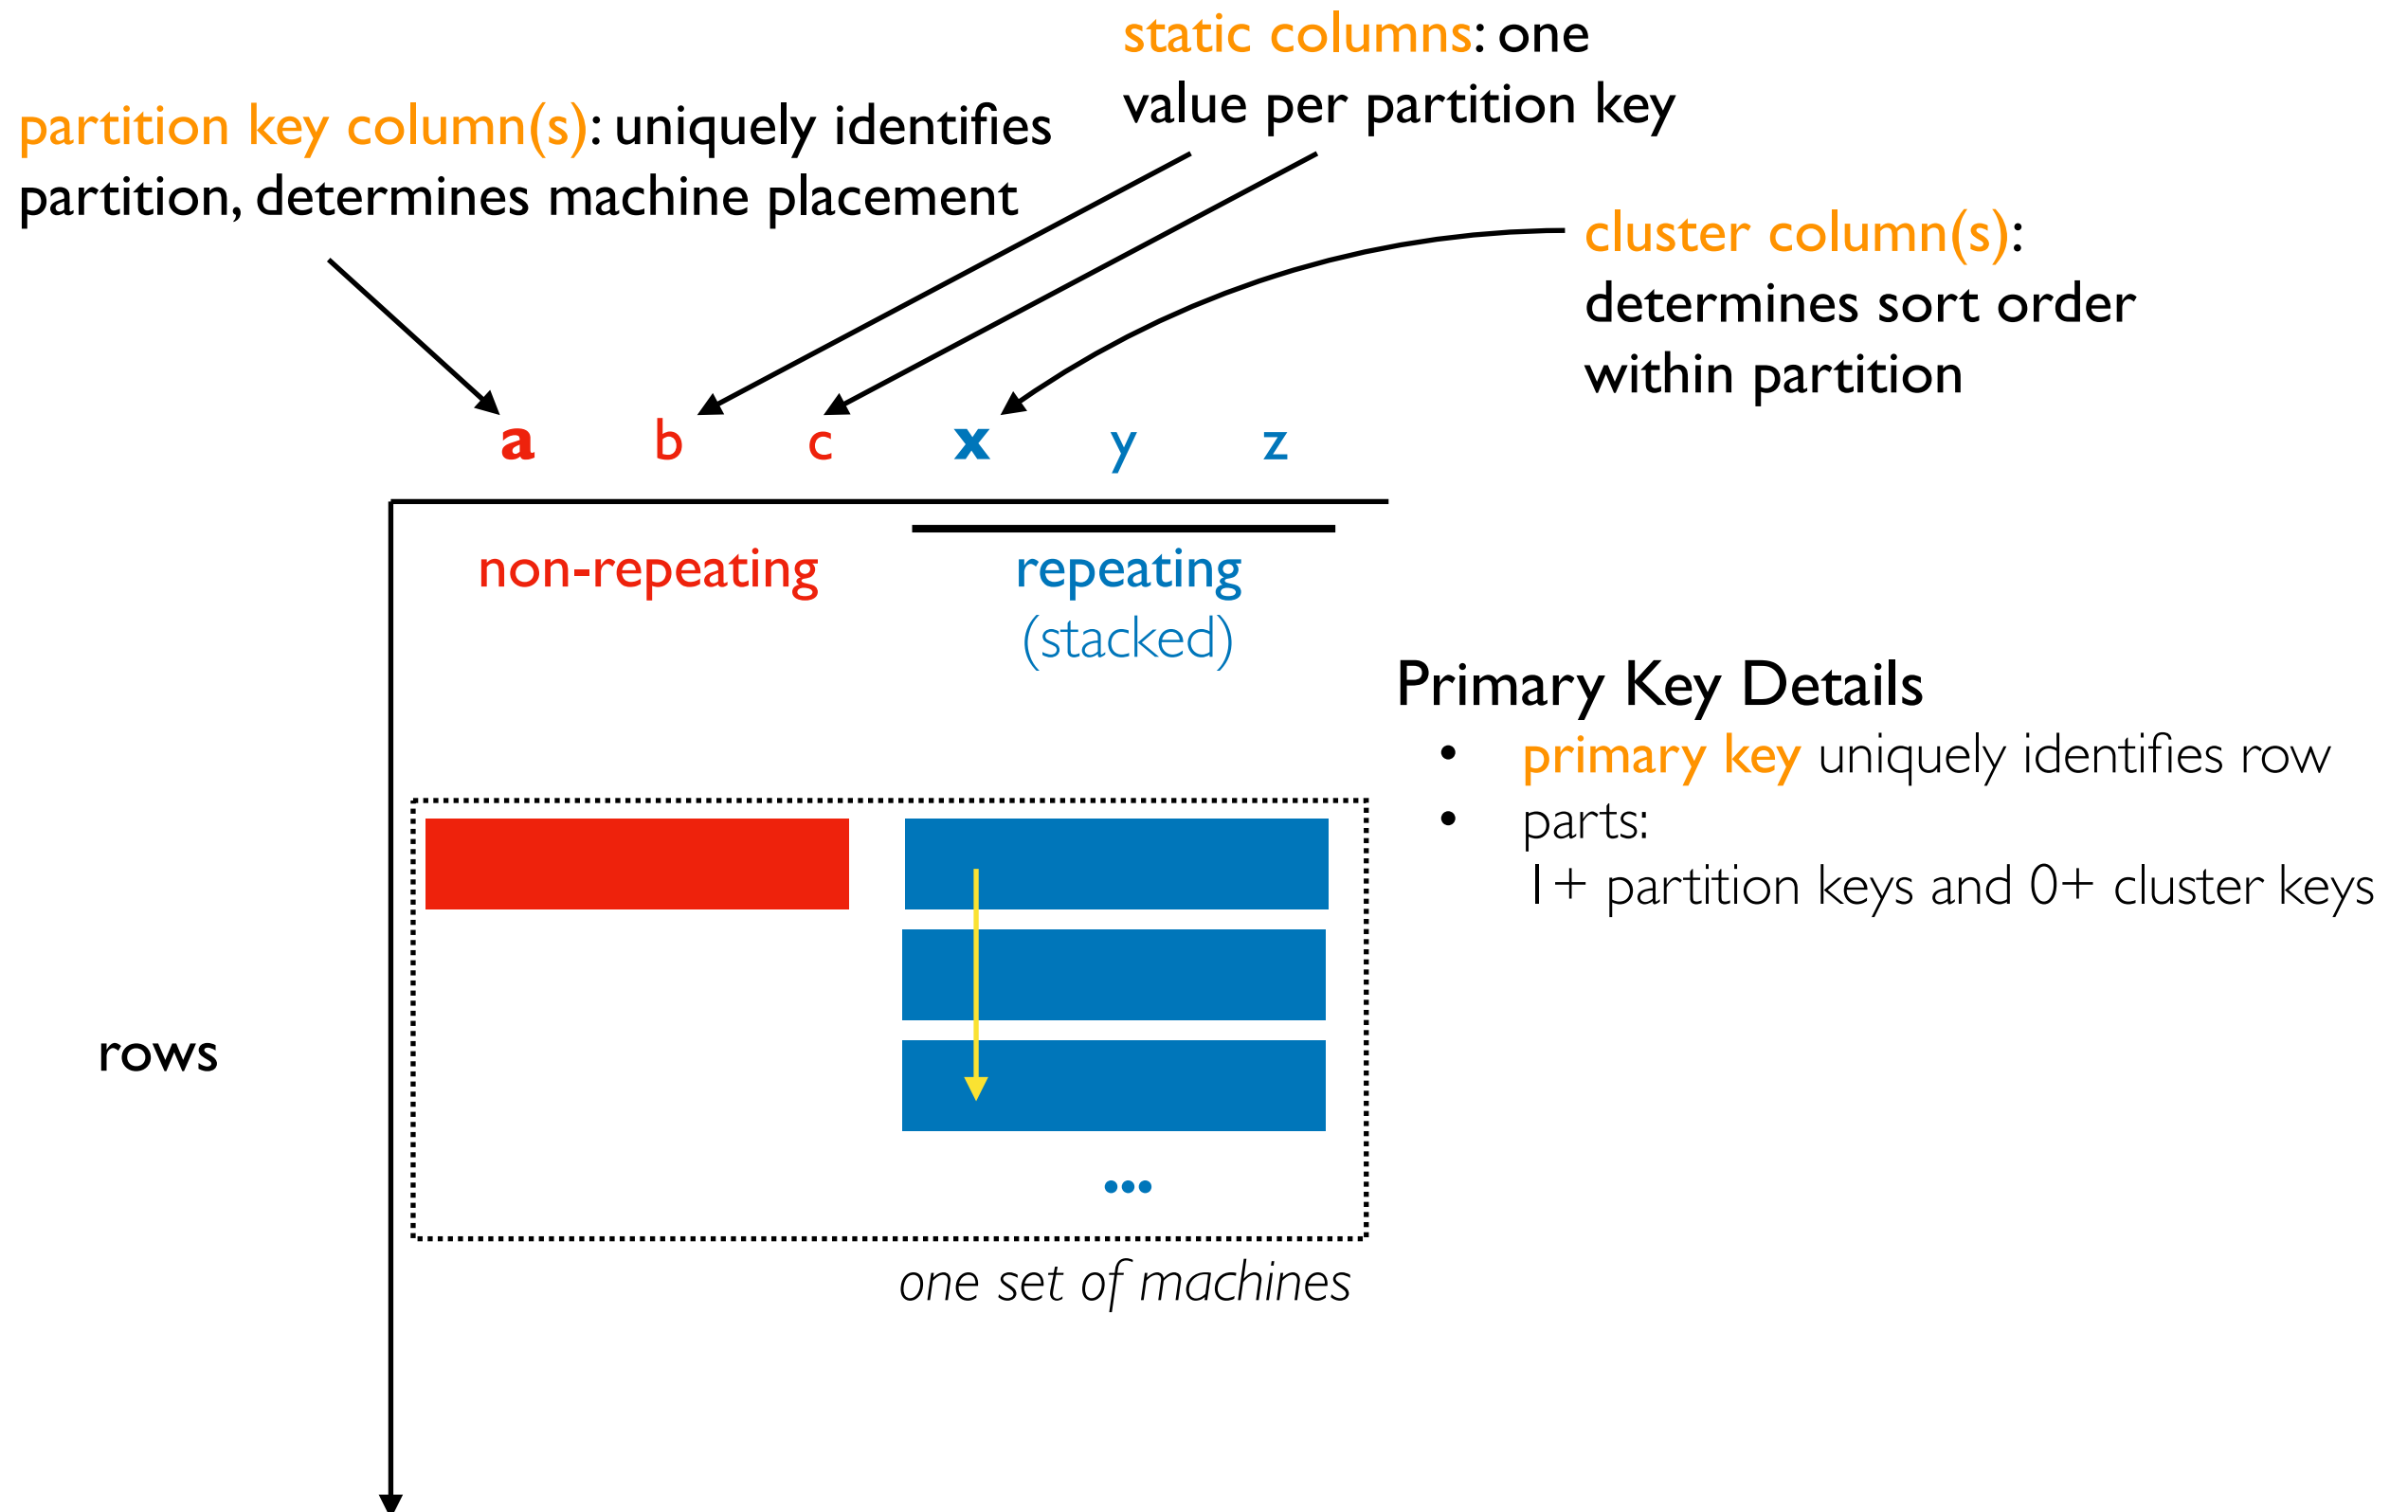 static columns: one
value per partition key
partition key column(s): uniquely identifies
partition, determines machine placement
cluster column(s):
determines sort order
within partition
a b c x y z
non-repeating repeating
(stacked)
Primary Key Details
• primary key uniquely identifies row
• parts:
1+ partition keys and 0+ cluster keys
rows
...
one set of machines